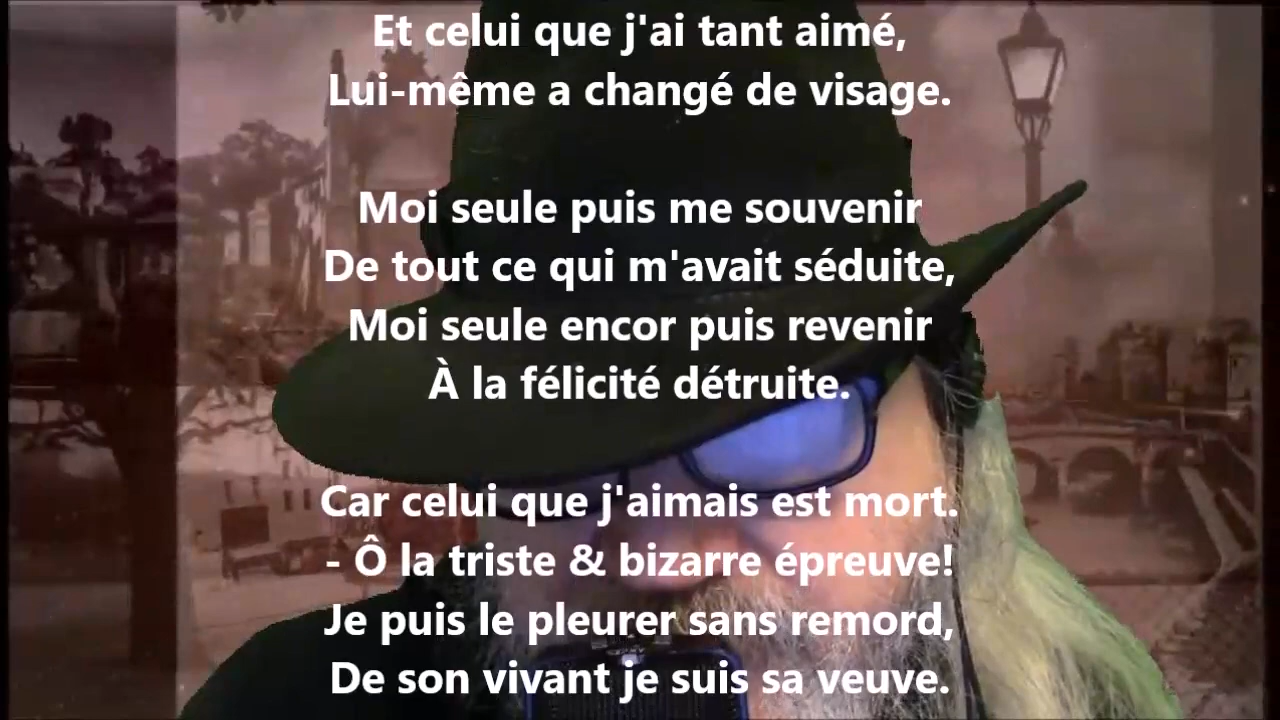 Et celui que j'ai tant aimé,
Lui-même a changé de visage.
Moi seule puis me souvenir
De tout ce qui m'avait séduite,
Moi seule encor puis revenir
À la félicité détruite.
Car celui que j'aimais est mort.
- Ô la triste & bizarre épreuve!
Je puis le pleurer sans remord,
De son vivant je suis sa veuve.